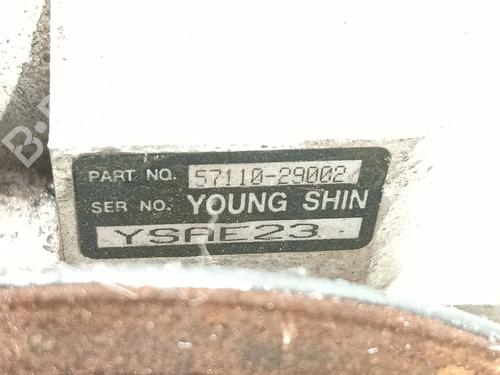 PART NO. 57110-29002
SER NO. YOUNG SHIN
YSAE23